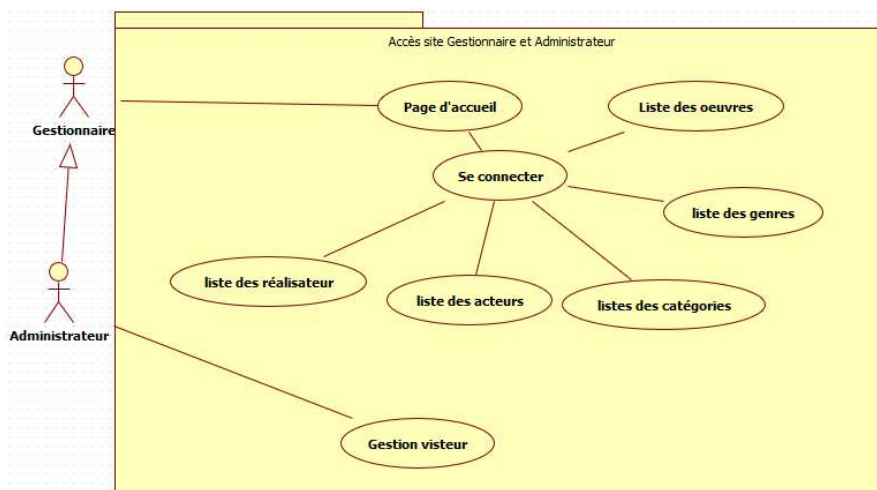 Accès site Gestionnaire et Administrateur
Page d'accueil
Liste des oeuvres
Gestionnaire
Se connecter
liste des genres
liste des réalisateur
liste des acteurs
listes des catégories
Administrateur
Gestion visteur